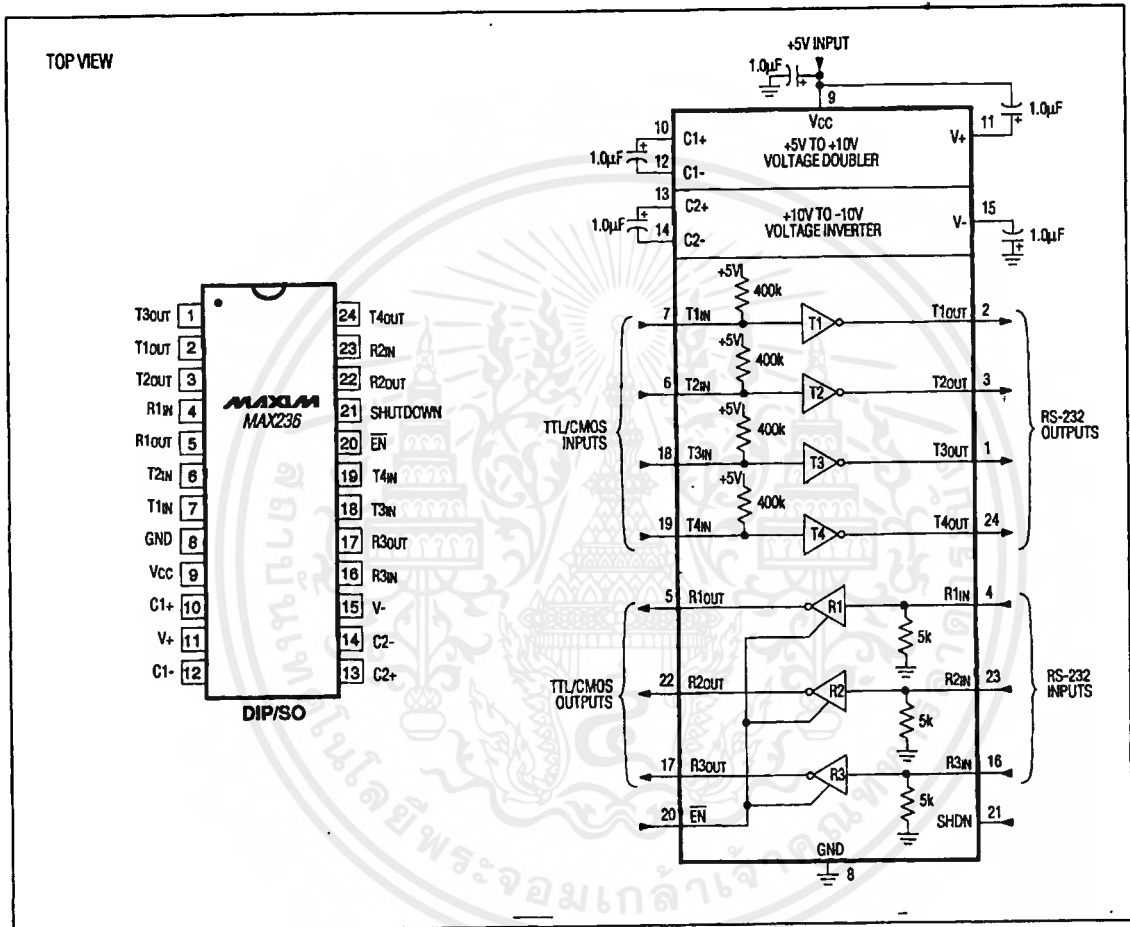 TOP VIEW
T3OUT 1
T1OUT 2
T2OUT 3
R1IN 4
R1OUT 5
T2IN 6
T1IN 7
GND 8
VCC 9
C1+ 10
V+ 11
C1- 12
MAXIM
MAX236
24 T4OUT
23 R2IN
22 R2OUT
21 SHUTDOWN
20 EN
19 T4IN
18 T3IN
17 R3OUT
16 R3IN
15 V-
14 C2-
13 C2+
DIP/SO
+5V INPUT
1.0µF
9
VCC
+5V TO +10V
VOLTAGE DOUBLER
10 C1+
1.0µF
12 C1-
V+ 11
1.0µF
13 C2+
1.0µF
14 C2-
+10V TO -10V
VOLTAGE INVERTER
V- 15
1.0µF
TTL/CMOS
INPUTS
+5V
400k
7 T1IN T1 T1OUT 2
+5V
400k
6 T2IN T2 T2OUT 3
+5V
400k
18 T3IN T3 T3OUT 1
+5V
400k
19 T4IN T4 T4OUT 24
RS-232
OUTPUTS
TTL/CMOS
OUTPUTS
5 R1OUT R1 R1IN 4
5k
22 R2OUT R2 R2IN 23
5k
17 R3OUT R3 R3IN 16
5k
RS-232
INPUTS
20 EN
SHDN 21
GND
8